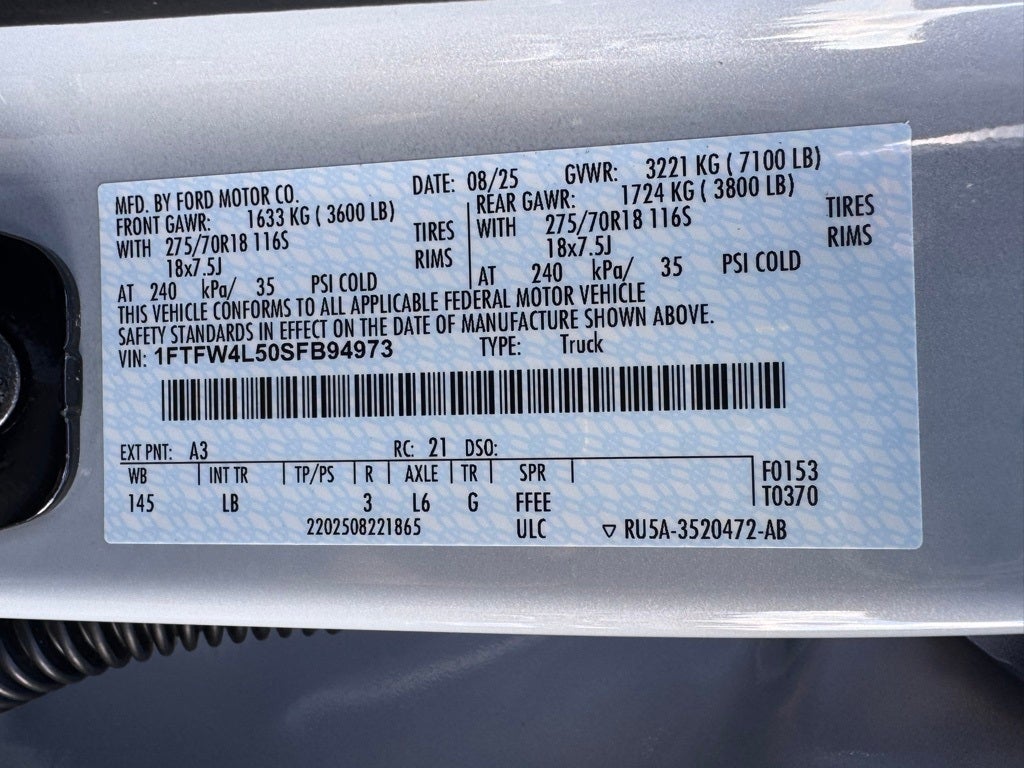 MFD. BY FORD MOTOR CO. DATE: 08/25 GVWR: 3221 KG ( 7100 LB)
FRONT GAWR: 1633 KG ( 3600 LB) REAR GAWR: 1724 KG ( 3800 LB)
WITH 275/70R18 116S TIRES WITH 275/70R18 116S TIRES
18x7.5J RIMS 18x7.5J RIMS
AT 240 kPa/ 35 PSI COLD AT 240 kPa/ 35 PSI COLD
THIS VEHICLE CONFORMS TO ALL APPLICABLE FEDERAL MOTOR VEHICLE
SAFETY STANDARDS IN EFFECT ON THE DATE OF MANUFACTURE SHOWN ABOVE.
VIN: 1FTFW4L50SFB94973 TYPE: Truck
EXT PNT: A3 RC: 21 DSO:
WB INT TR TP/PS R AXLE TR SPR F0153
145 LB 3 L6 G FFEE T0370
2202508221865 ULC ▽ RU5A-3520472-AB